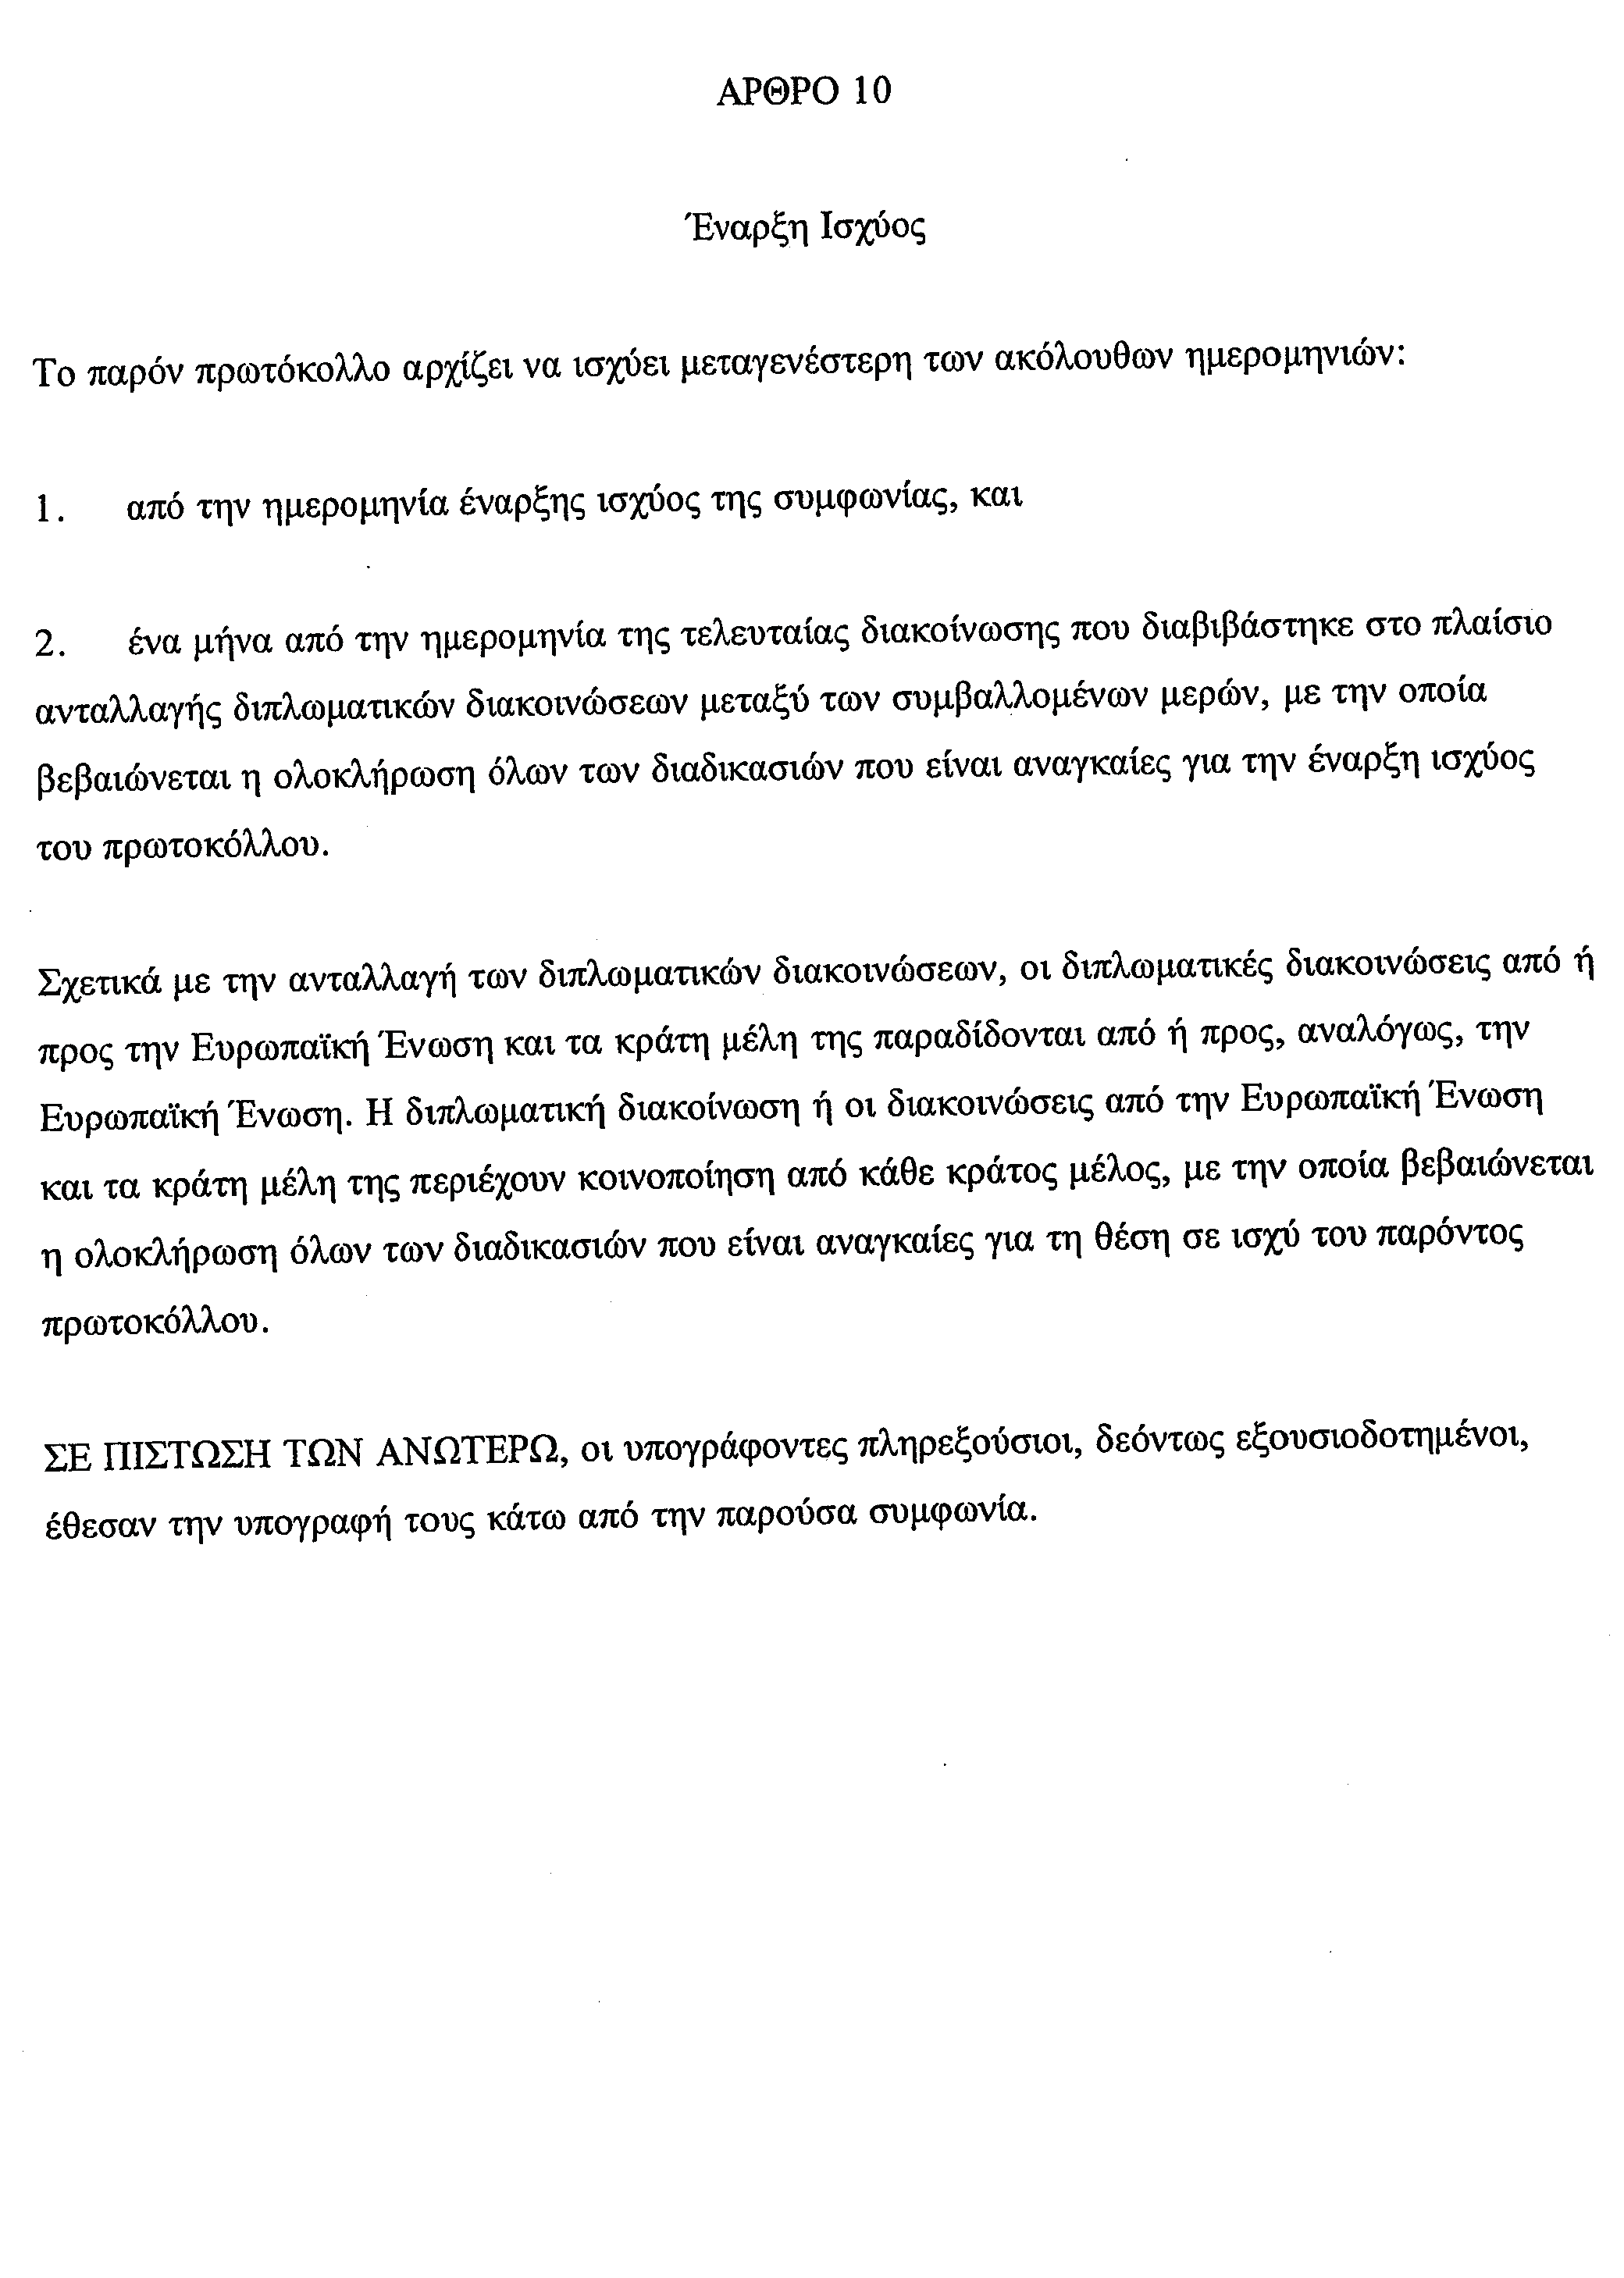 ΑΡΘΡΟ 10
Έναρξη Ισχύος
Το παρόν πρωτόκολλο αρχίζει να ισχύει μεταγενέστερη των ακόλουθων ημερομηνιών:
1. από την ημερομηνία έναρξης ισχύος της συμφωνίας, και
2. ένα μήνα από την ημερομηνία της τελευταίας διακοίνωσης που διαβιβάστηκε στο πλαίσιο
ανταλλαγής διπλωματικών διακοινώσεων μεταξύ των συμβαλλομένων μερών, με την οποία
βεβαιώνεται η ολοκλήρωση όλων των διαδικασιών που είναι αναγκαίες για την έναρξη ισχύος
του πρωτοκόλλου.
Σχετικά με την ανταλλαγή των διπλωματικών διακοινώσεων, οι διπλωματικές διακοινώσεις από ή
προς την Ευρωπαϊκή Ένωση και τα κράτη μέλη της παραδίδονται από ή προς, αναλόγως, την
Ευρωπαϊκή Ένωση. Η διπλωματική διακοίνωση ή οι διακοινώσεις από την Ευρωπαϊκή Ένωση
και τα κράτη μέλη της περιέχουν κοινοποίηση από κάθε κράτος μέλος, με την οποία βεβαιώνεται
η ολοκλήρωση όλων των διαδικασιών που είναι αναγκαίες για τη θέση σε ισχύ του παρόντος
πρωτοκόλλου.
ΣΕ ΠΙΣΤΩΣΗ ΤΩΝ ΑΝΩΤΕΡΩ, οι υπογράφοντες πληρεξούσιοι, δεόντως εξουσιοδοτημένοι,
έθεσαν την υπογραφή τους κάτω από την παρούσα συμφωνία.